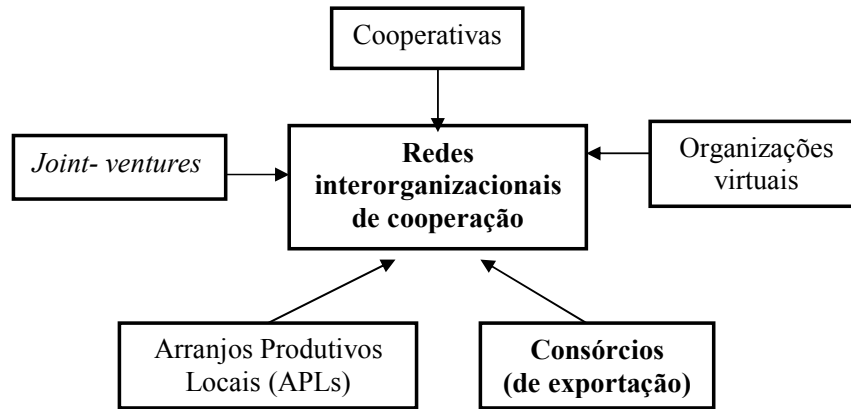 Cooperativas
Joint- ventures
Redes
interorganizacionais
de cooperação
Organizações
virtuais
Arranjos Produtivos
Locais (APLs)
Consórcios
(de exportação)